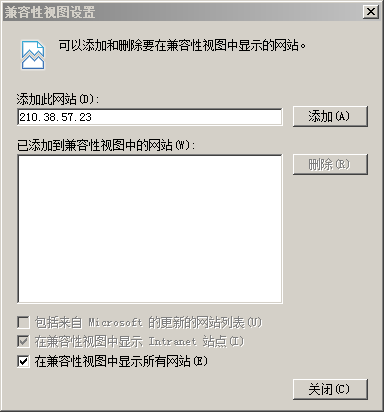 兼容性视图设置
可以添加和删除要在兼容性视图中显示的网站。
添加此网站(D):
210.38.57.23
添加(A)
已添加到兼容性视图中的网站(W):
删除(R)
包括来自 Microsoft 的更新的网站列表(U)
在兼容性视图中显示 Intranet 站点(I)
在兼容性视图中显示所有网站(E)
关闭(C)